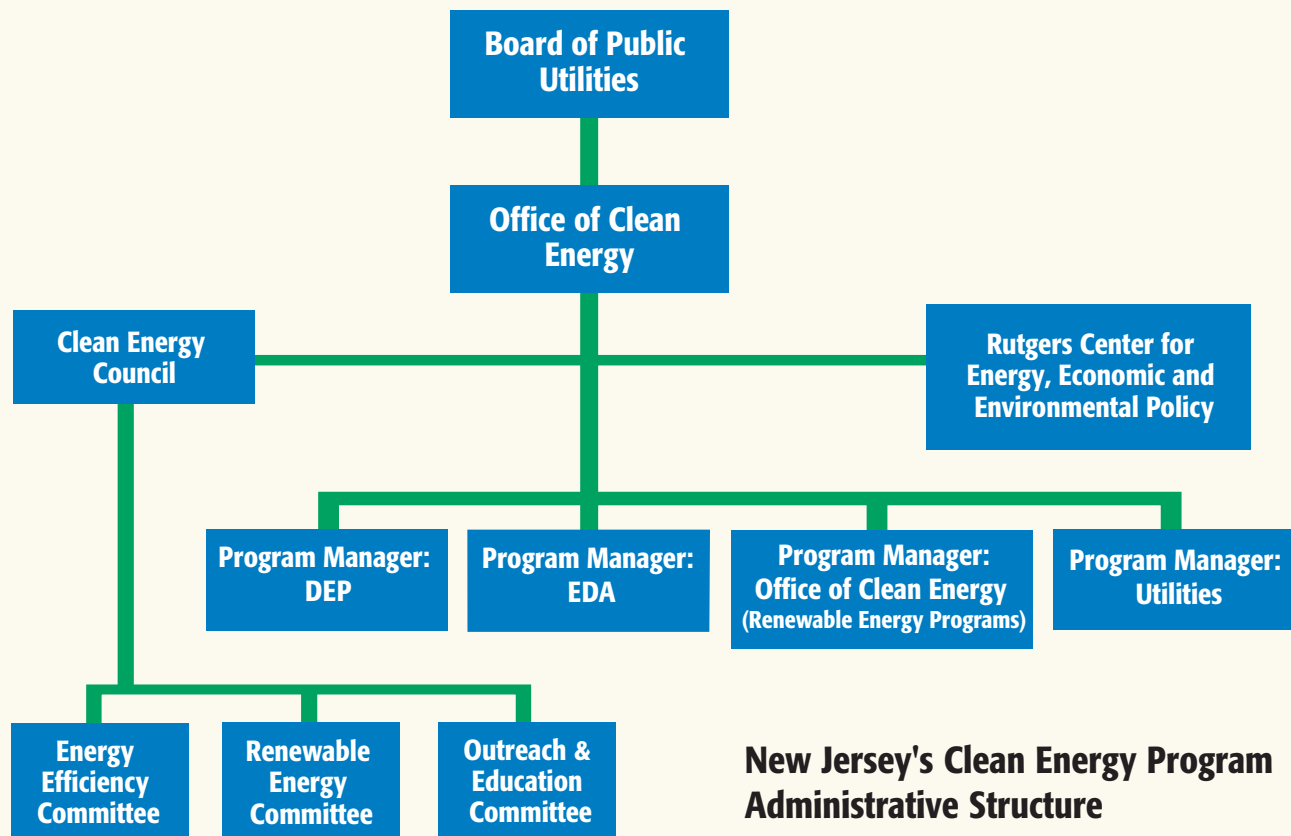 Board of Public
Utilities
Office of Clean
Energy
Clean Energy
Council
Rutgers Center for
Energy, Economic and
Environmental Policy
Program Manager:
DEP
Program Manager:
EDA
Program Manager:
Office of Clean Energy
(Renewable Energy Programs)
Program Manager:
Utilities
Energy
Efficiency
Committee
Renewable
Energy
Committee
Outreach &
Education
Committee
New Jersey's Clean Energy Program
Administrative Structure